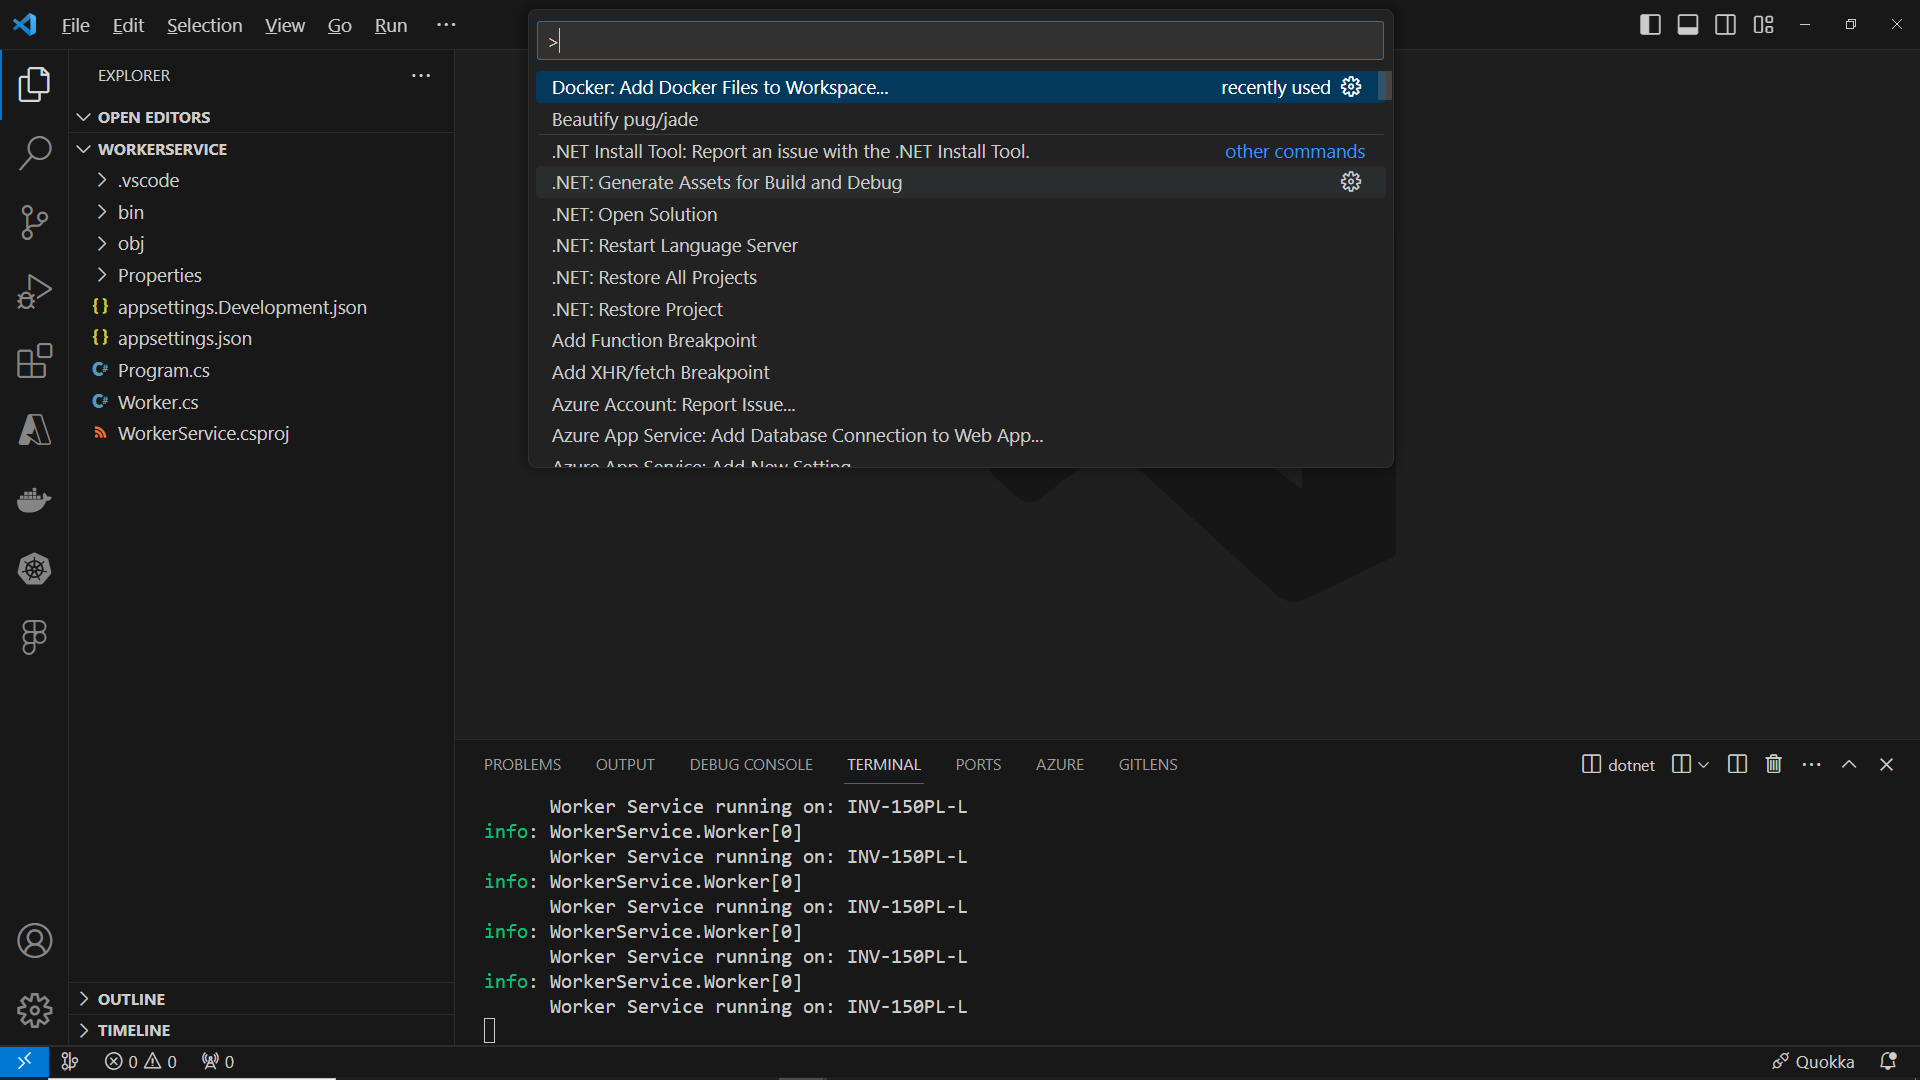 File Edit Selection View Go Run ···
>
Docker: Add Docker Files to Workspace... recently used
Beautify pug/jade
.NET Install Tool: Report an issue with the .NET Install Tool. other commands
.NET: Generate Assets for Build and Debug
.NET: Open Solution
.NET: Restart Language Server
.NET: Restore All Projects
.NET: Restore Project
Add Function Breakpoint
Add XHR/fetch Breakpoint
Azure Account: Report Issue...
Azure App Service: Add Database Connection to Web App...
Azure App Service: Add New Setting
EXPLORER
OPEN EDITORS
WORKERSERVICE
.vscode
bin
obj
Properties
appsettings.Development.json
appsettings.json
Program.cs
Worker.cs
WorkerService.csproj
OUTLINE
TIMELINE
PROBLEMS OUTPUT DEBUG CONSOLE TERMINAL PORTS AZURE GITLENS dotnet
Worker Service running on: INV-150PL-L
info: WorkerService.Worker[0]
Worker Service running on: INV-150PL-L
info: WorkerService.Worker[0]
Worker Service running on: INV-150PL-L
info: WorkerService.Worker[0]
Worker Service running on: INV-150PL-L
info: WorkerService.Worker[0]
Worker Service running on: INV-150PL-L
0 0 0 Quokka